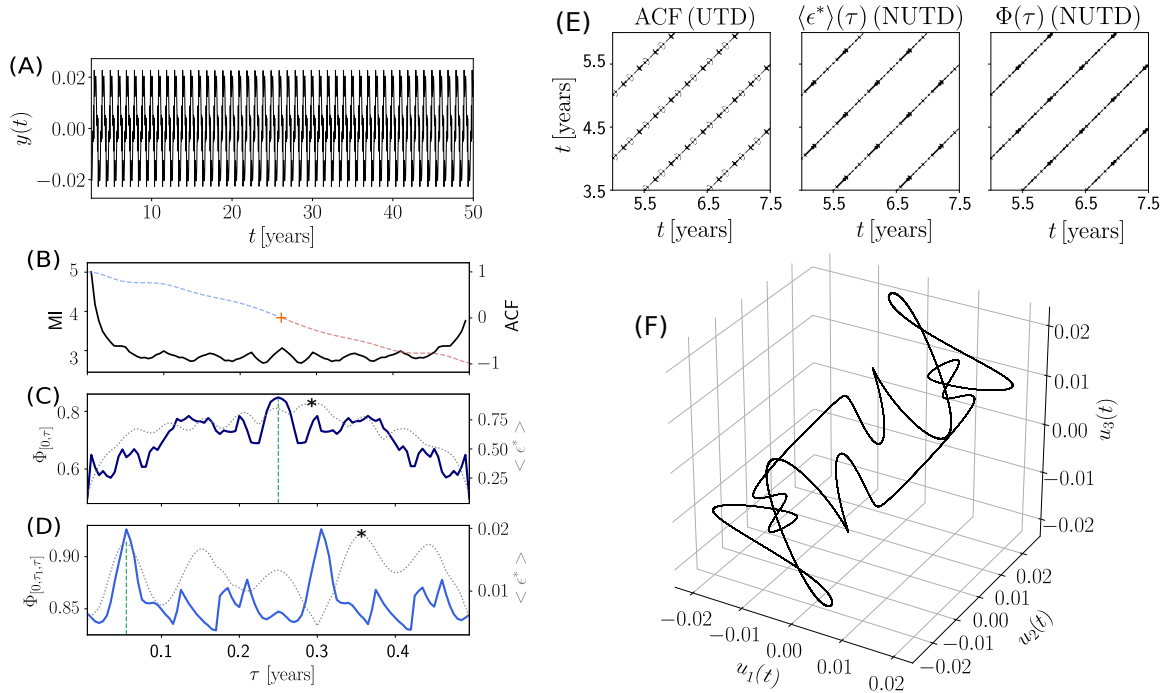 (A)
0.02
0.00
−0.02
y(t)
10
20
30
40
50
t [years]
(B)
5
4
3
MI
1
0
−1
ACF
+
(C)
0.8
0.6
Φ[0,τ]
*
0.75
0.50
0.25
< ϵ* >
(D)
0.90
0.85
Φ[0,τ₁,τ]
*
0.02
0.01
< ϵ* >
0.1
0.2
0.3
0.4
τ [years]
(E)
ACF (UTD)
⟨ϵ*⟩(τ) (NUTD)
Φ(τ) (NUTD)
5.5
4.5
3.5
t [years]
5.5
6.5
7.5
5.5
6.5
7.5
5.5
6.5
7.5
t [years]
t [years]
t [years]
(F)
0.02
0.01
0.00
−0.01
−0.02
u₃(t)
0.02
0.01
0.00
−0.01
−0.02
u₂(t)
−0.02
−0.01
0.00
0.01
0.02
u₁(t)